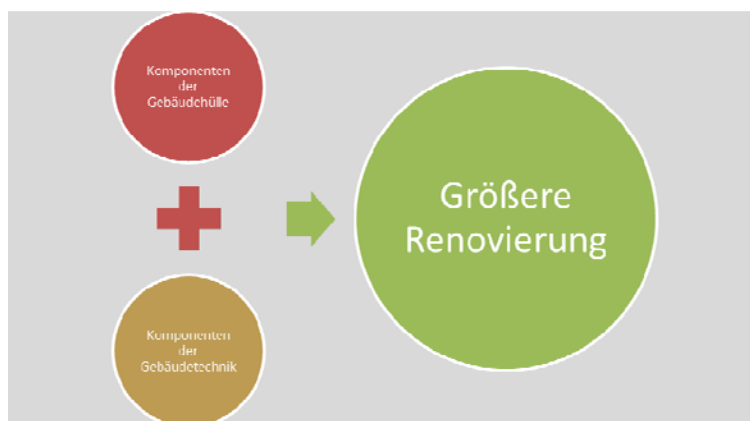 Komponenten
der
Gebäudehülle
Größere
Renovierung
Komponenten
der
Gebäudetechnik